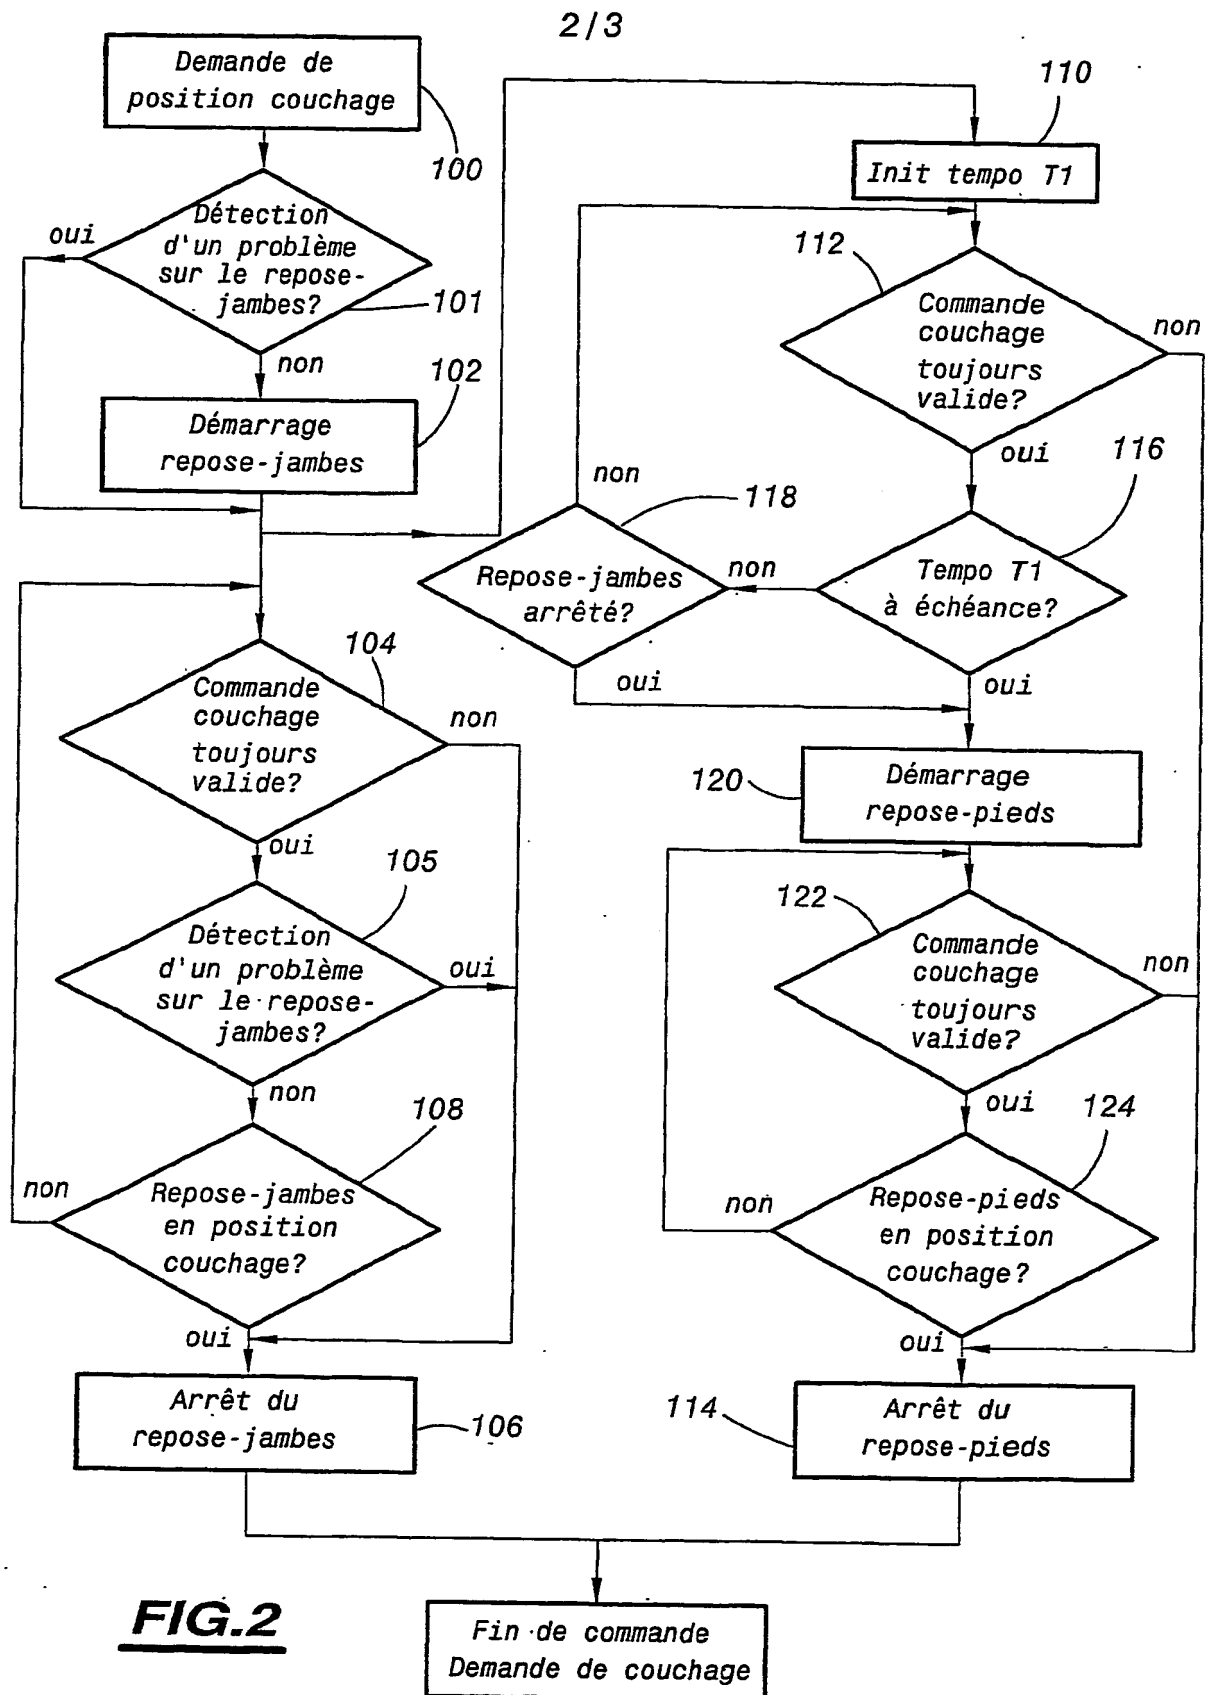 2/3
Demande de
position couchage
100
Détection
d'un problème
sur le repose-
jambes?
oui
101
non
102
Démarrage
repose-jambes
104
Commande
couchage
toujours
valide?
non
oui
105
Détection
d'un problème
sur le repose-
jambes?
oui
non
108
Repose-jambes
en position
couchage?
non
oui
Arrêt du
repose-jambes
106
110
Init tempo T1
112
Commande
couchage
toujours
valide?
non
oui
116
Tempo T1
à échéance?
non
oui
118
Repose-jambes
arrêté?
non
oui
120
Démarrage
repose-pieds
122
Commande
couchage
toujours
valide?
non
oui
124
Repose-pieds
en position
couchage?
non
oui
114
Arrêt du
repose-pieds
Fin de commande
Demande de couchage
FIG.2